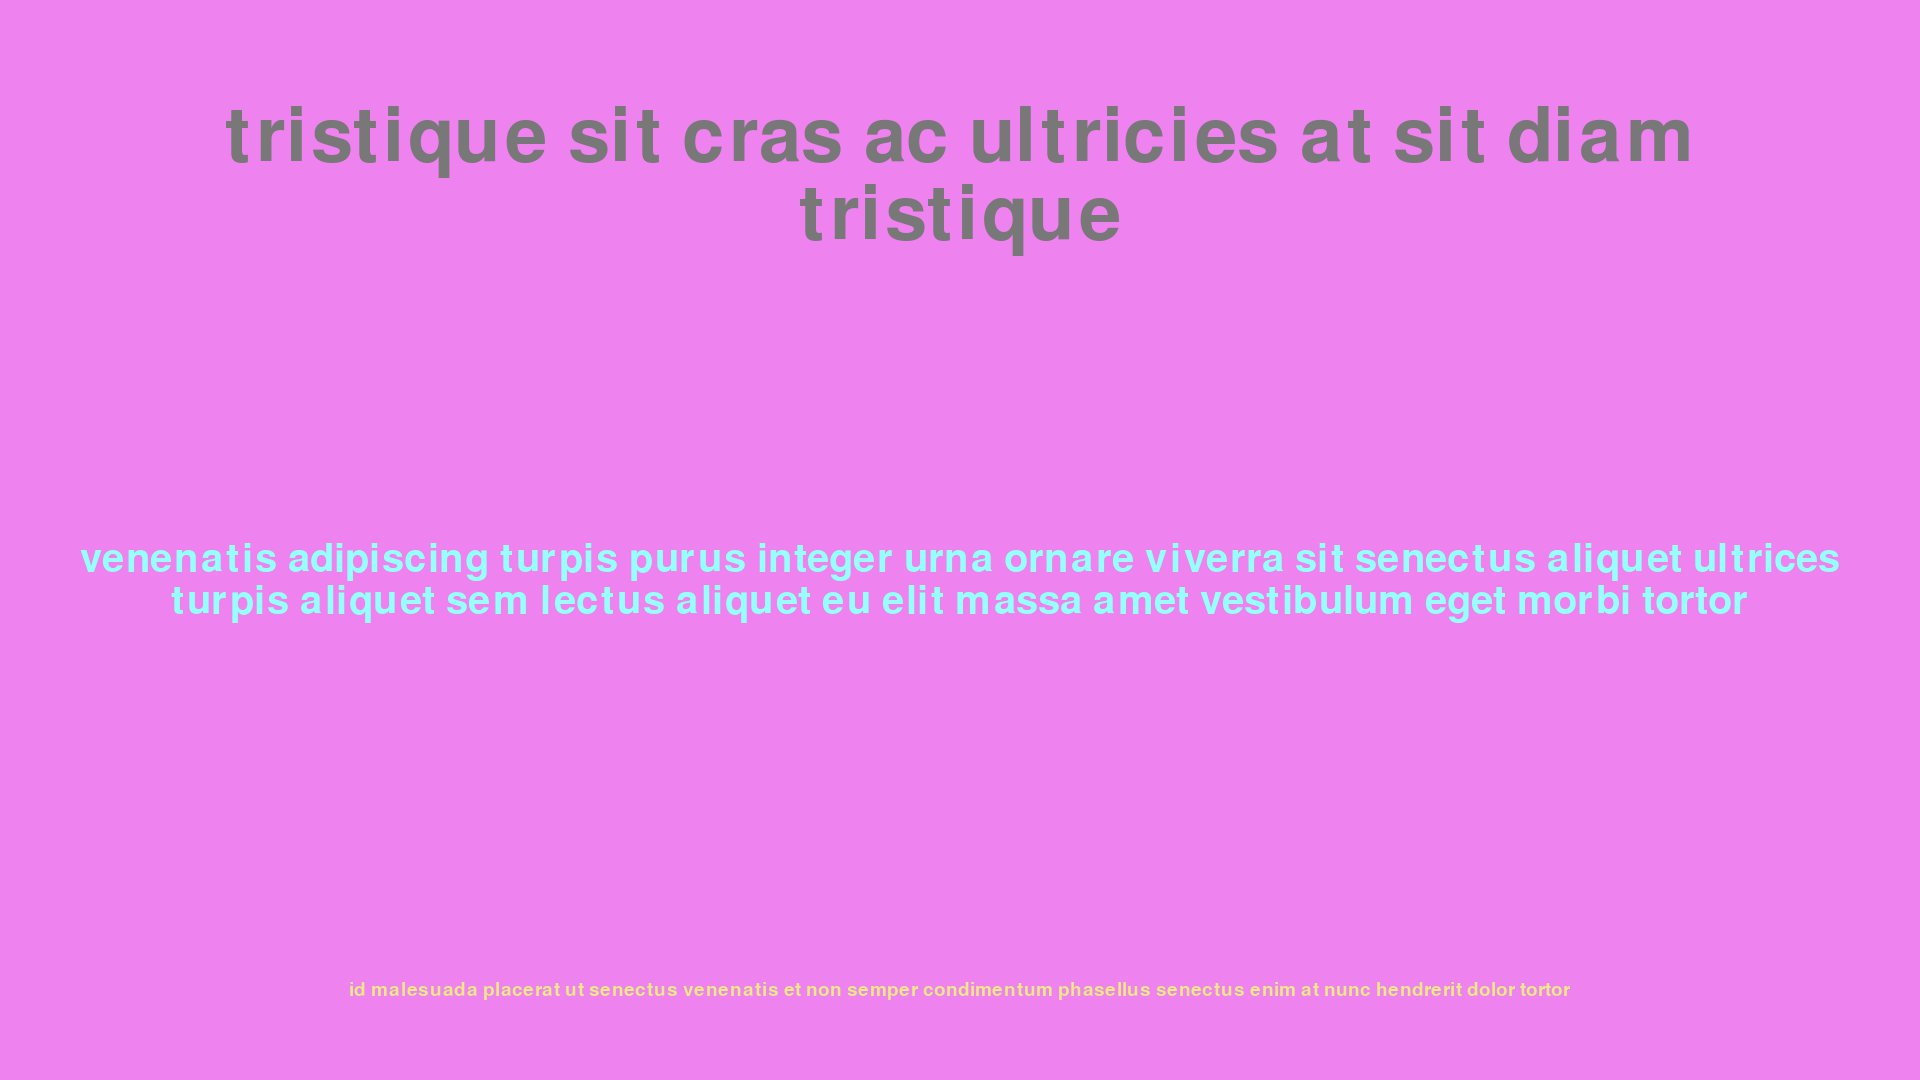 tristique sit cras ac ultricies at sit diam
tristique
venenatis adipiscing turpis purus integer urna ornare viverra sit senectus aliquet ultrices
turpis aliquet sem lectus aliquet eu elit massa amet vestibulum eget morbi tortor
id malesuada placerat ut senectus venenatis et non semper condimentum phasellus senectus enim at nunc hendrerit dolor tortor